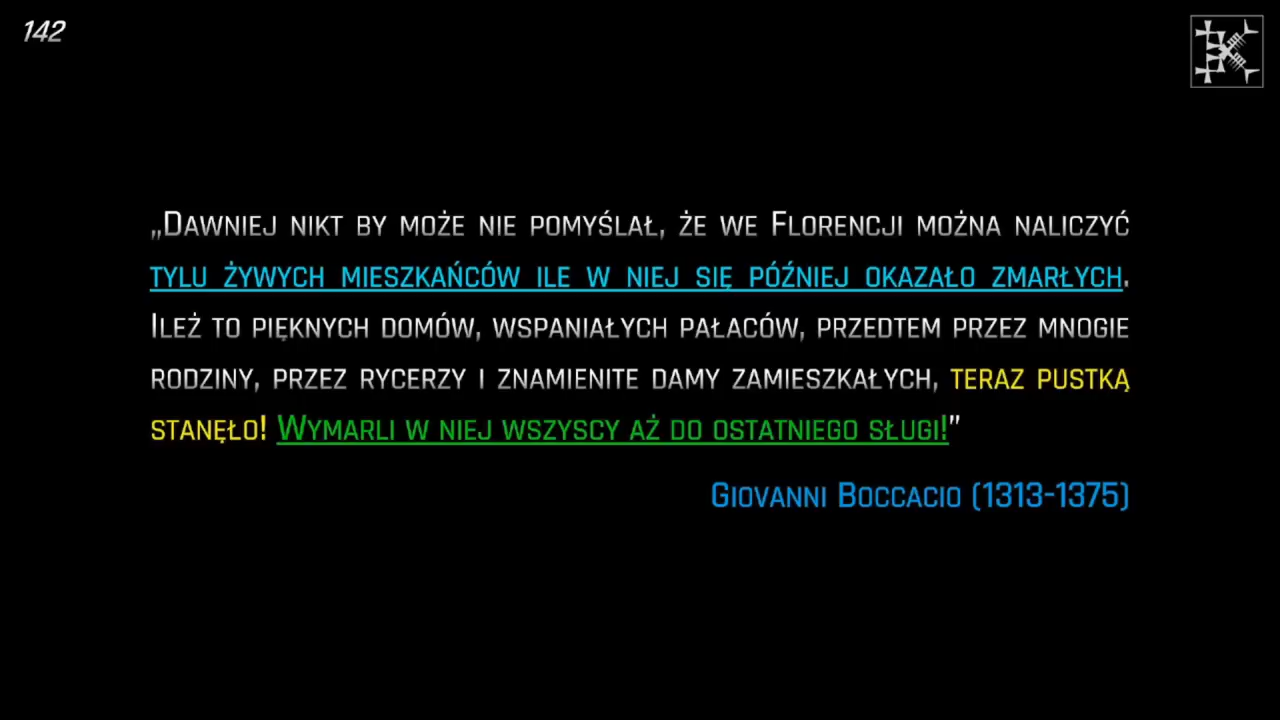 142
„Dawniej nikt by może nie pomyślał, że we Florencji można naliczyć
tylu żywych mieszkańców ile w niej się później okazało zmarłych.
Ileż to pięknych domów, wspaniałych pałaców, przedtem przez mnogie
rodziny, przez rycerzy i znamienite damy zamieszkałych, teraz pustką
stanęło! Wymarli w niej wszyscy aż do ostatniego sługi!”
Giovanni Boccacio (1313-1375)